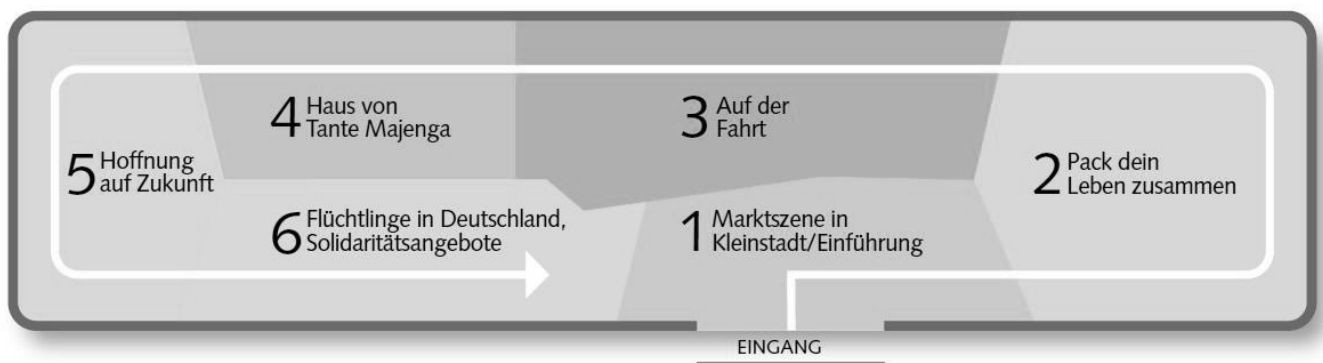 4 Haus von
Tante Majenga
3 Auf der
Fahrt
5 Hoffnung
auf Zukunft
2 Pack dein
Leben zusammen
6 Flüchtlinge in Deutschland,
Solidaritätsangebote
1 Marktszene in
Kleinstadt/Einführung
EINGANG